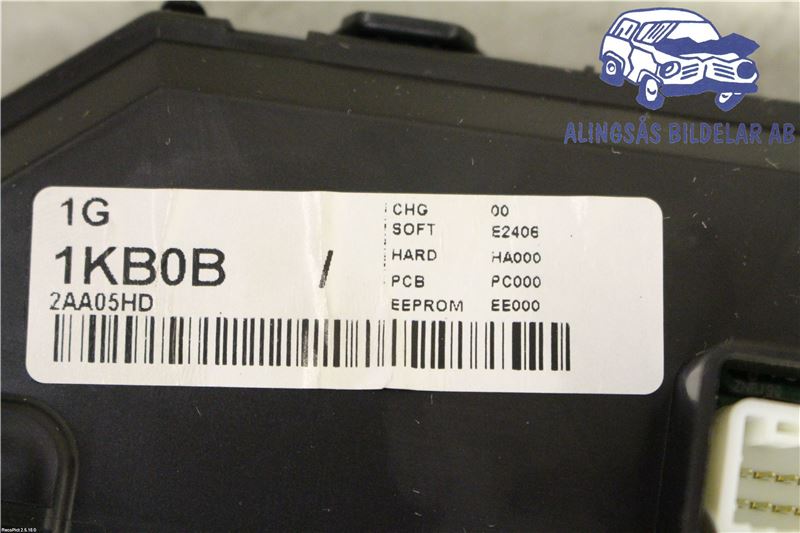 ALINGSÅS BILDELAR AB
1G
1KB0B /
2AA05HD
CHG 00
SOFT E2406
HARD HA000
PCB PC000
EEPROM EE000